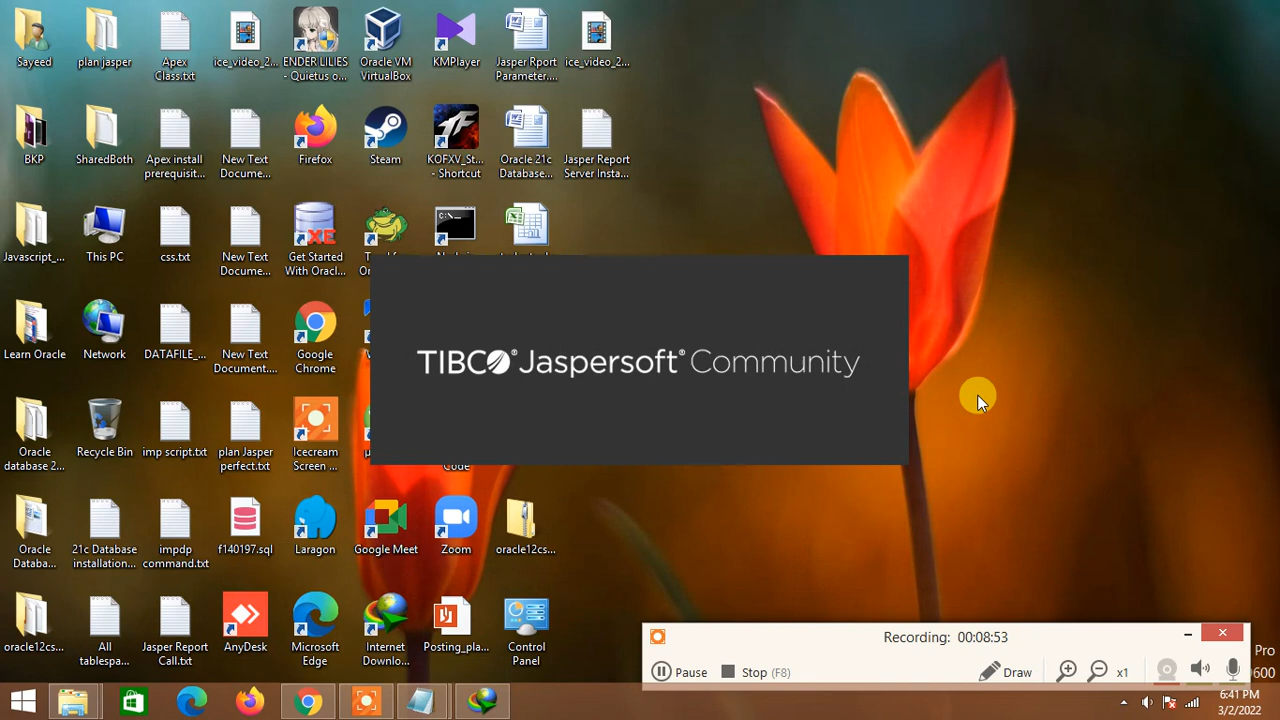 Sayeed
plan jasper
Apex
Class.txt
ice_video_2...
ENDER LILIES
- Quietus o...
Oracle VM
VirtualBox
KMPlayer
Jasper Rport
Parameter....
ice_video_2...
BKP
SharedBoth
Apex install
prerequisit...
New Text
Docume...
Firefox
Steam
KOFXV_St...
- Shortcut
Oracle 21c
Database...
Jasper Report
Server Insta...
Javascript_...
This PC
css.txt
New Text
Docume...
XE
Get Started
With Oracl...
C:\_
Learn Oracle
Network
DATAFILE_...
New Text
Document....
Google
Chrome
TIBCO® Jaspersoft® Community
Oracle
database 2...
Recycle Bin
imp script.txt
plan Jasper
perfect.txt
Icecream
Screen ...
Code
Oracle
Databa...
21c Database
installation...
impdp
command.txt
f140197.sql
Laragon
Google Meet
Zoom
oracle12cs...
oracle12cs...
All
tablespa...
Jasper Report
Call.txt
AnyDesk
Microsoft
Edge
Internet
Downlo...
Posting_pla...
Control
Panel
Recording: 00:08:53
Pause
Stop (F8)
Draw
x1
Pro
9600
6:41 PM
3/2/2022